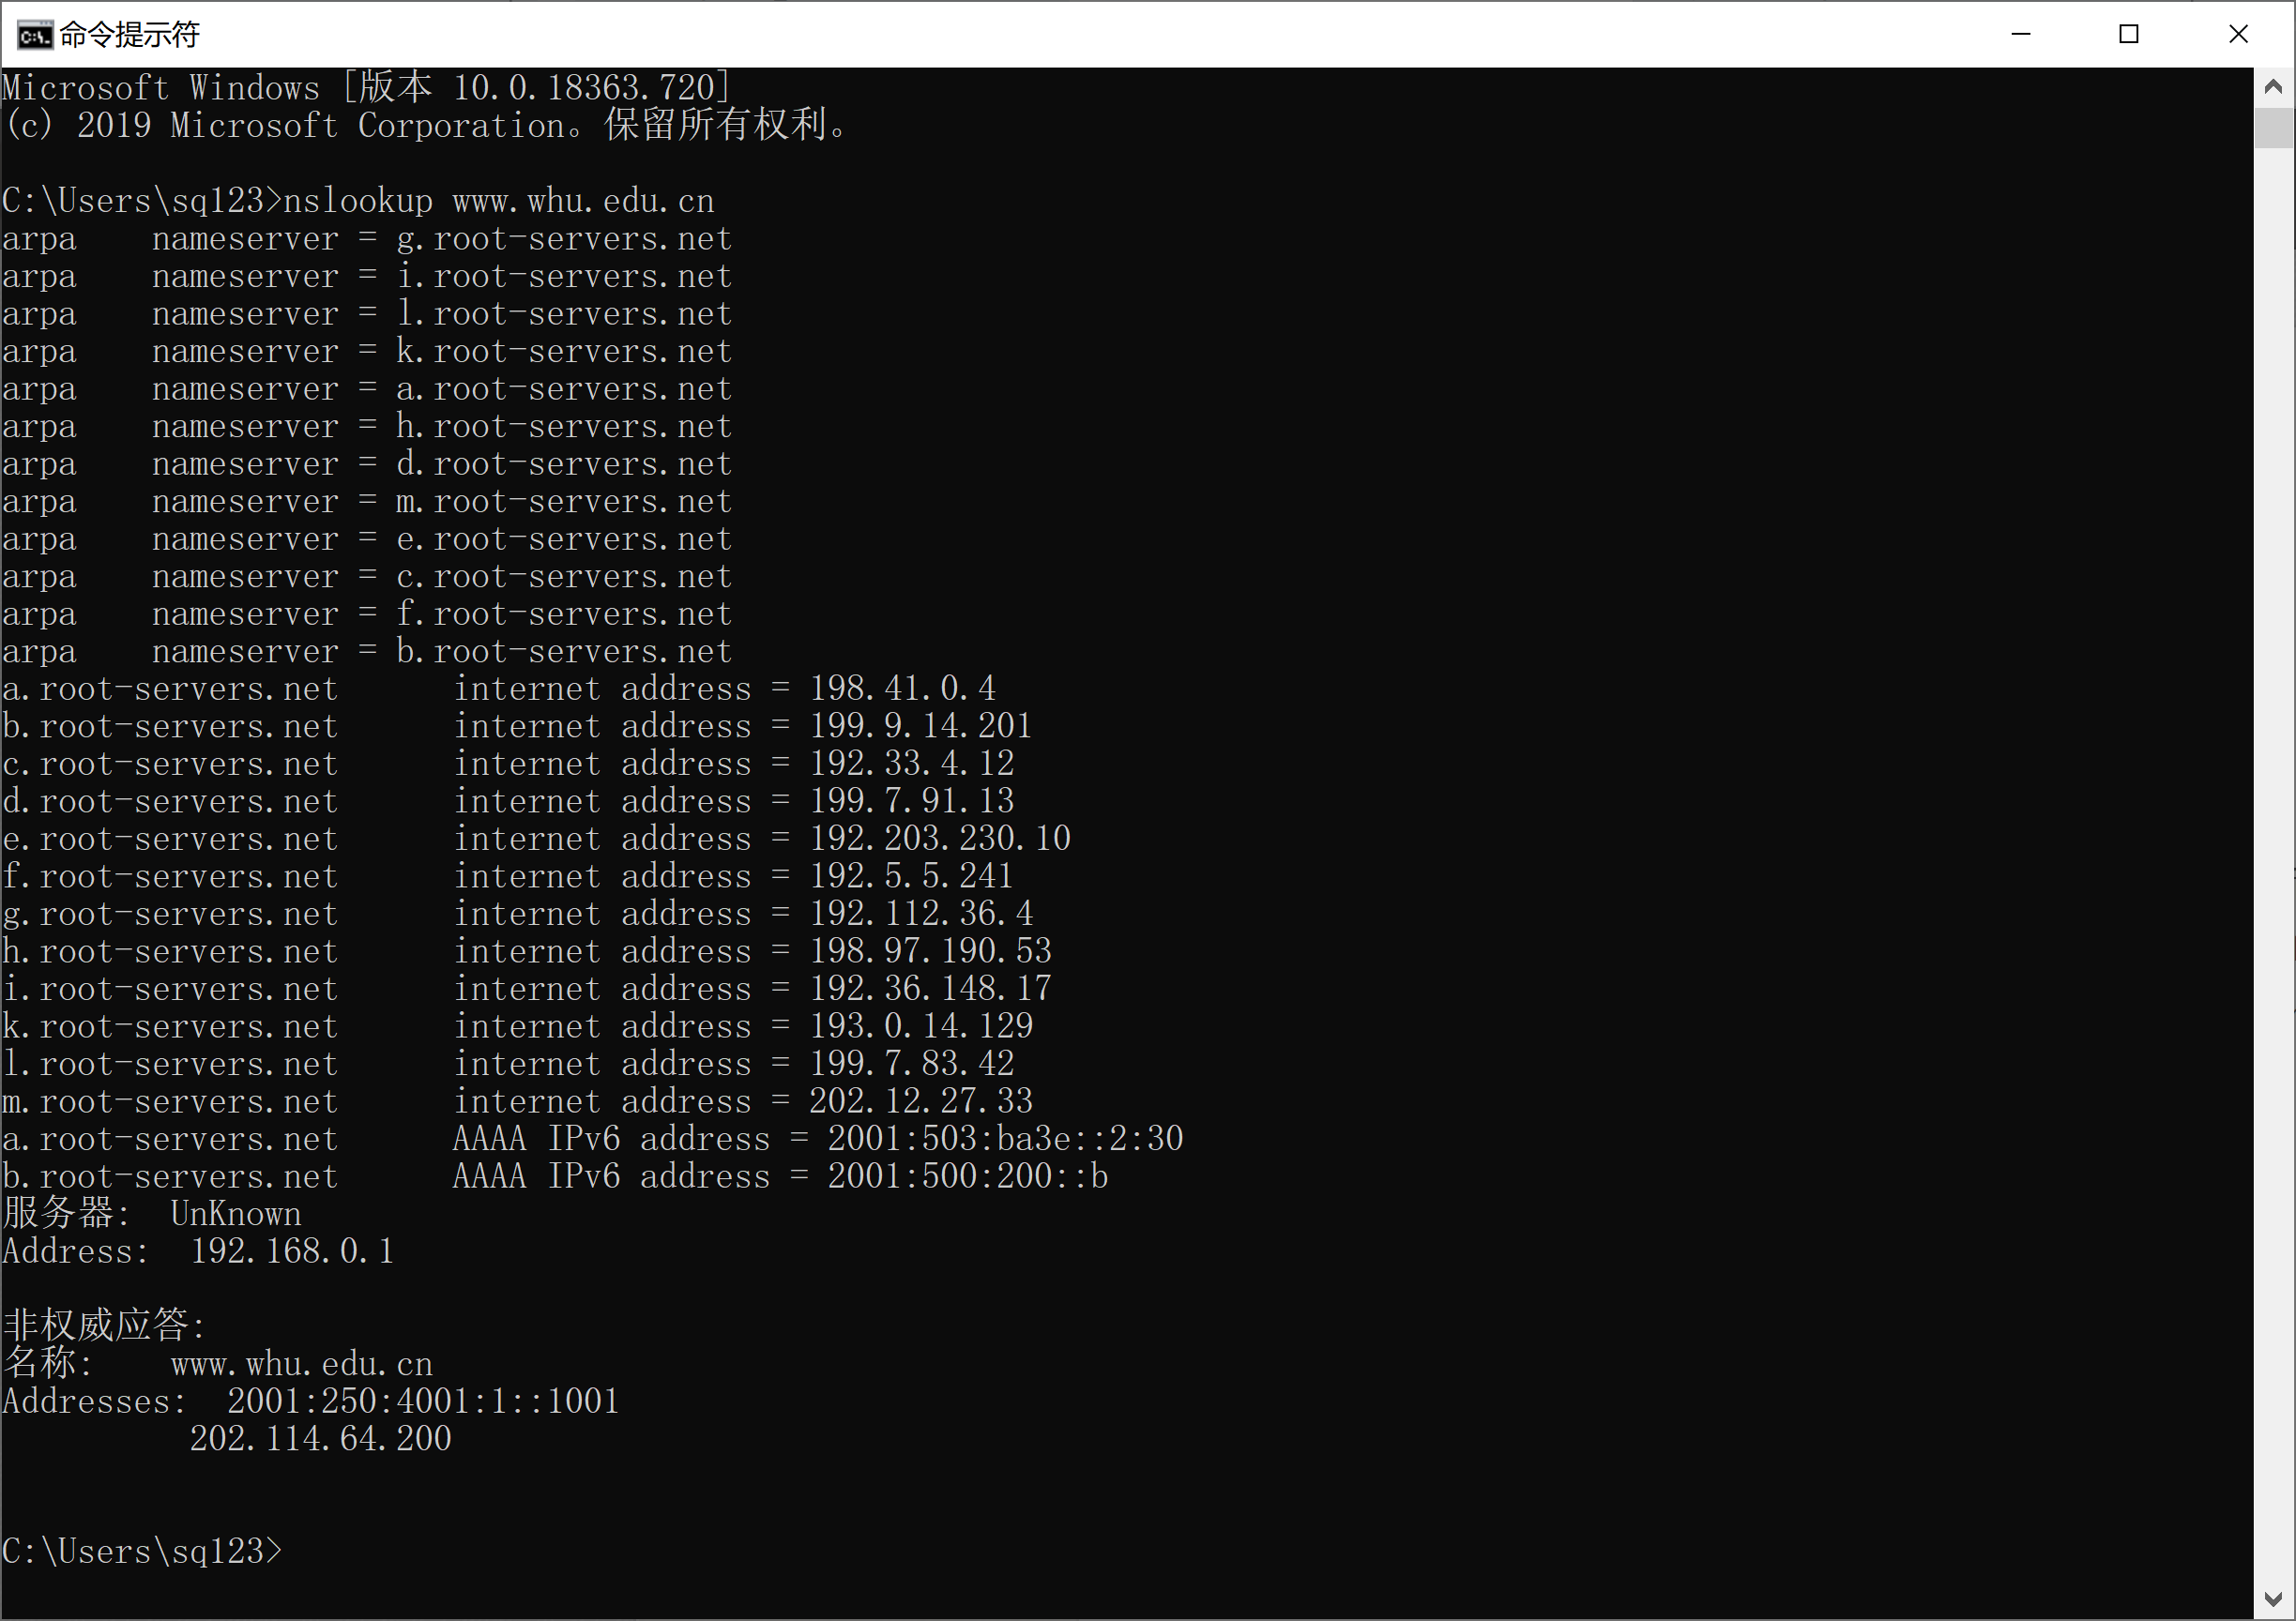 命令提示符
Microsoft Windows [版本 10.0.18363.720]
(c) 2019 Microsoft Corporation。保留所有权利。
C:\Users\sq123>nslookup www.whu.edu.cn
arpa    nameserver = g.root-servers.net
arpa    nameserver = i.root-servers.net
arpa    nameserver = l.root-servers.net
arpa    nameserver = k.root-servers.net
arpa    nameserver = a.root-servers.net
arpa    nameserver = h.root-servers.net
arpa    nameserver = d.root-servers.net
arpa    nameserver = m.root-servers.net
arpa    nameserver = e.root-servers.net
arpa    nameserver = c.root-servers.net
arpa    nameserver = f.root-servers.net
arpa    nameserver = b.root-servers.net
a.root-servers.net      internet address = 198.41.0.4
b.root-servers.net      internet address = 199.9.14.201
c.root-servers.net      internet address = 192.33.4.12
d.root-servers.net      internet address = 199.7.91.13
e.root-servers.net      internet address = 192.203.230.10
f.root-servers.net      internet address = 192.5.5.241
g.root-servers.net      internet address = 192.112.36.4
h.root-servers.net      internet address = 198.97.190.53
i.root-servers.net      internet address = 192.36.148.17
k.root-servers.net      internet address = 193.0.14.129
l.root-servers.net      internet address = 199.7.83.42
m.root-servers.net      internet address = 202.12.27.33
a.root-servers.net      AAAA IPv6 address = 2001:503:ba3e::2:30
b.root-servers.net      AAAA IPv6 address = 2001:500:200::b
服务器:  UnKnown
Address:  192.168.0.1
非权威应答:
名称:    www.whu.edu.cn
Addresses:  2001:250:4001:1::1001
          202.114.64.200
C:\Users\sq123>